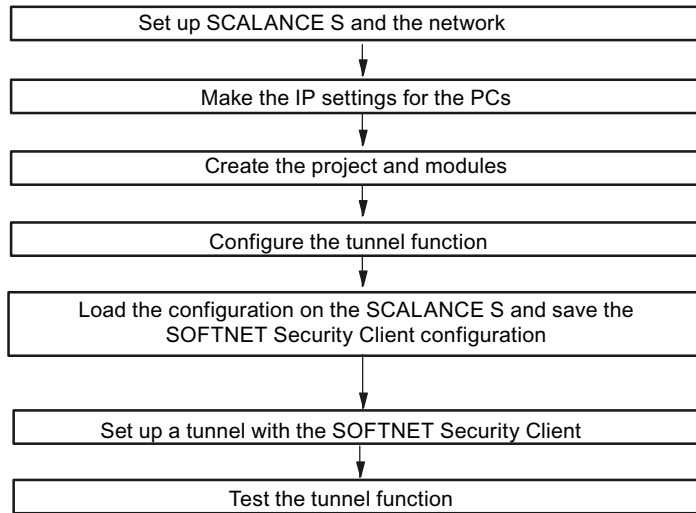 Set up SCALANCE S and the network
Make the IP settings for the PCs
Create the project and modules
Configure the tunnel function
Load the configuration on the SCALANCE S and save the
SOFTNET Security Client configuration
Set up a tunnel with the SOFTNET Security Client
Test the tunnel function